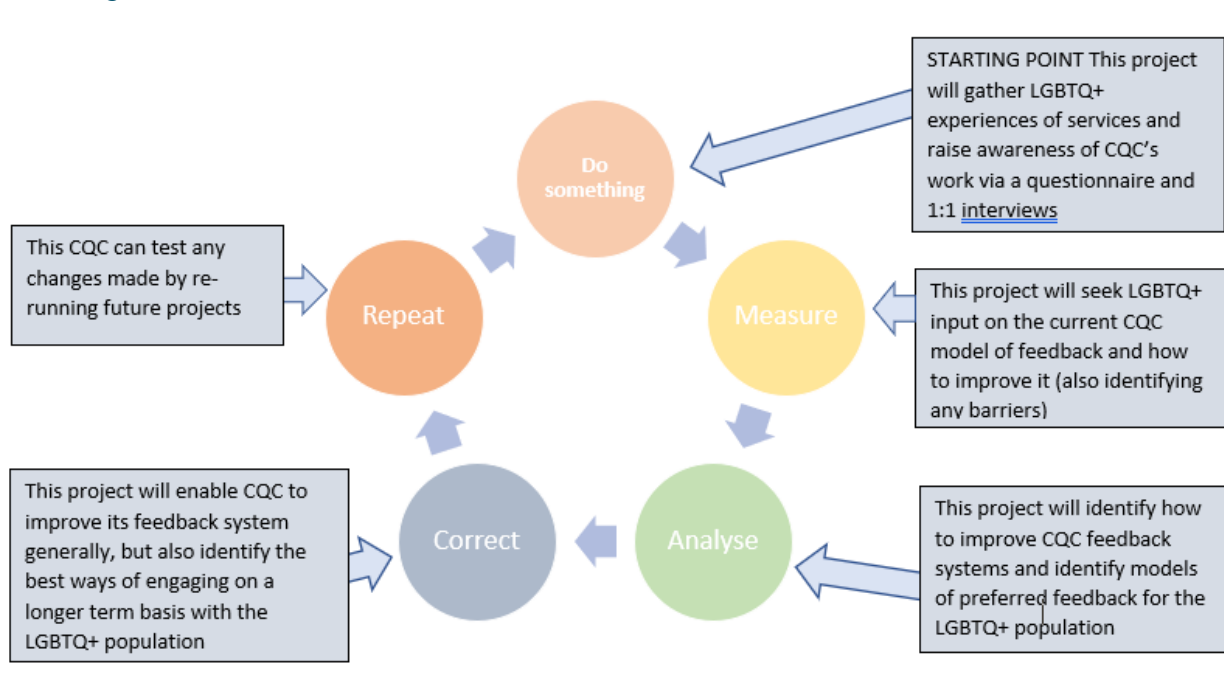 STARTING POINT This project
will gather LGBTQ+
experiences of services and
raise awareness of CQC's
work via a questionnaire and
1:1 interviews
Do
something
This CQC can test any
changes made by re-
running future projects
Repeat
Measure
This project will seek LGBTQ+
input on the current CQC
model of feedback and how
to improve it (also identifying
any barriers)
This project will enable CQC to
improve its feedback system
generally, but also identify the
best ways of engaging on a
longer term basis with the
LGBTQ+ population
Correct
Analyse
This project will identify how
to improve CQC feedback
systems and identify models
of preferred feedback for the
LGBTQ+ population